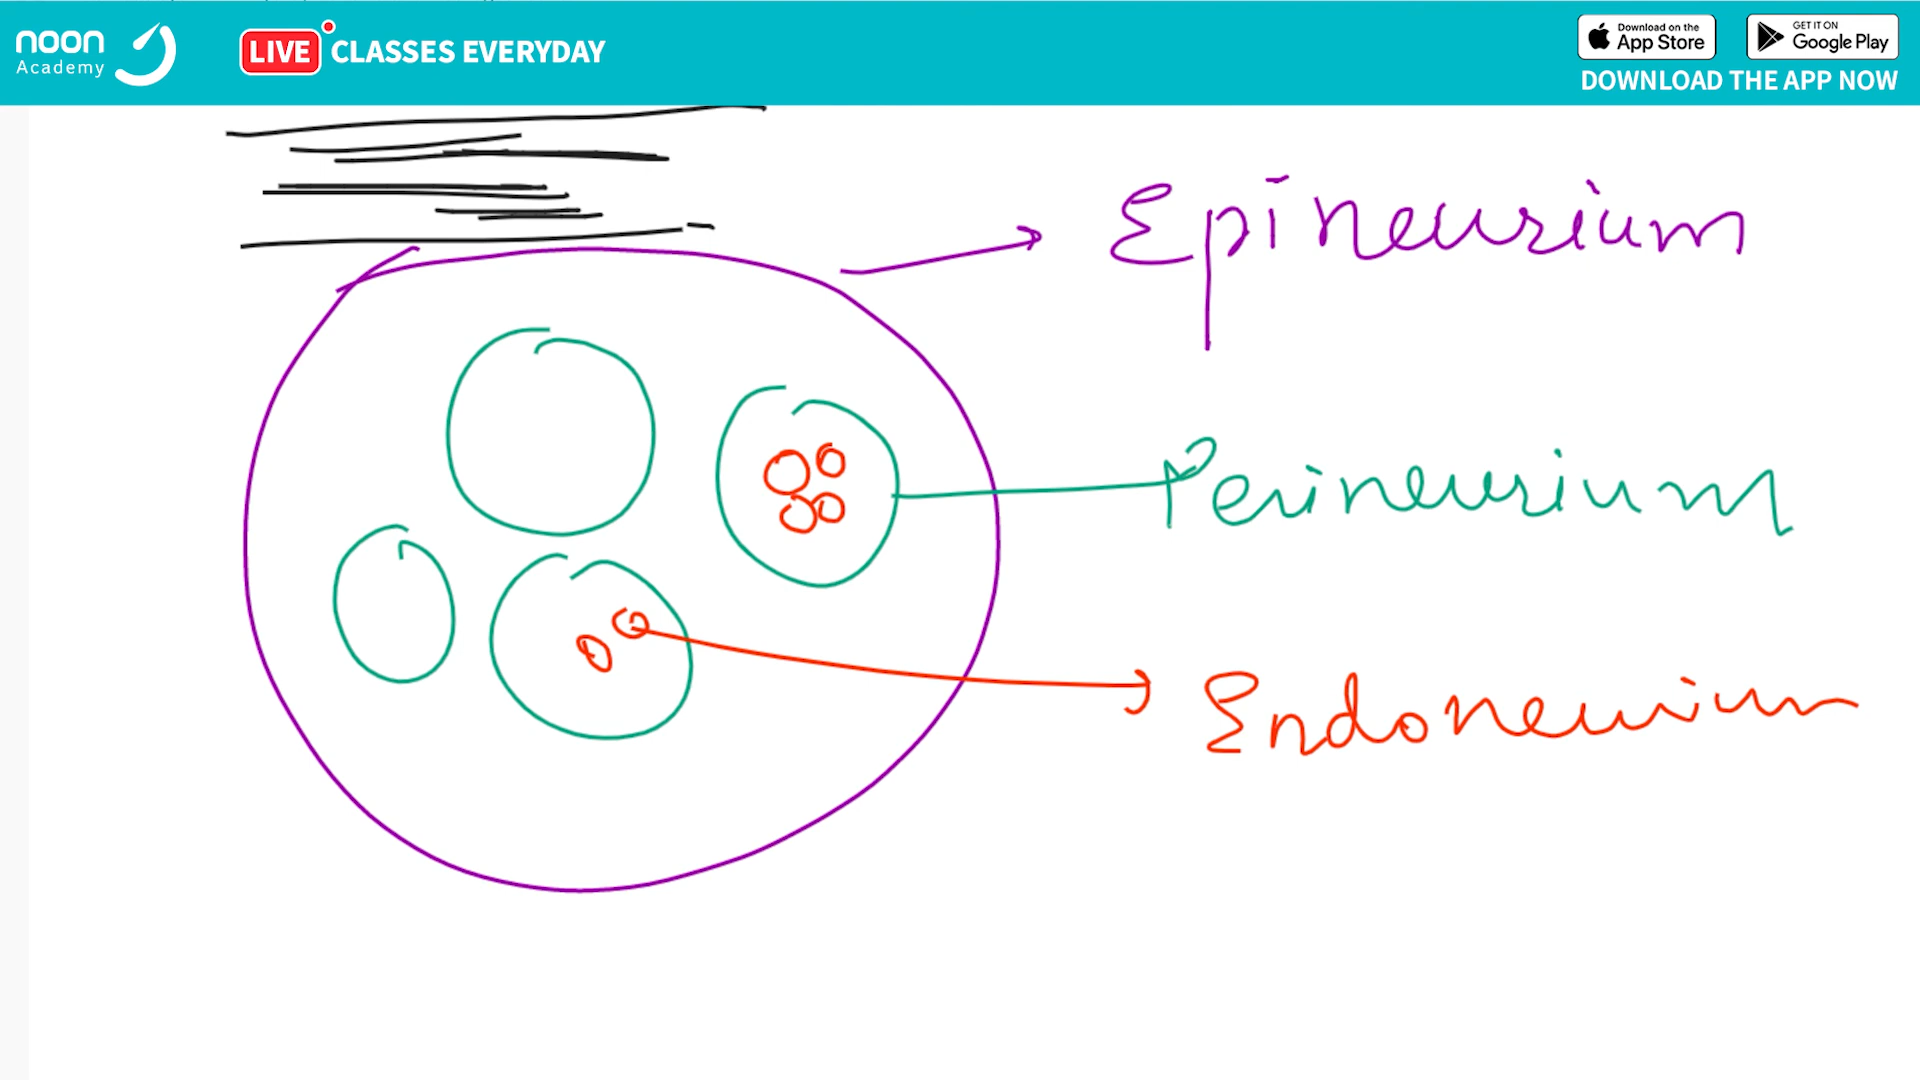 noon
Academy
LIVE CLASSES EVERYDAY
Download on the
App Store
GET IT ON
Google Play
DOWNLOAD THE APP NOW
Epineurium
Perineurium
Endoneurium